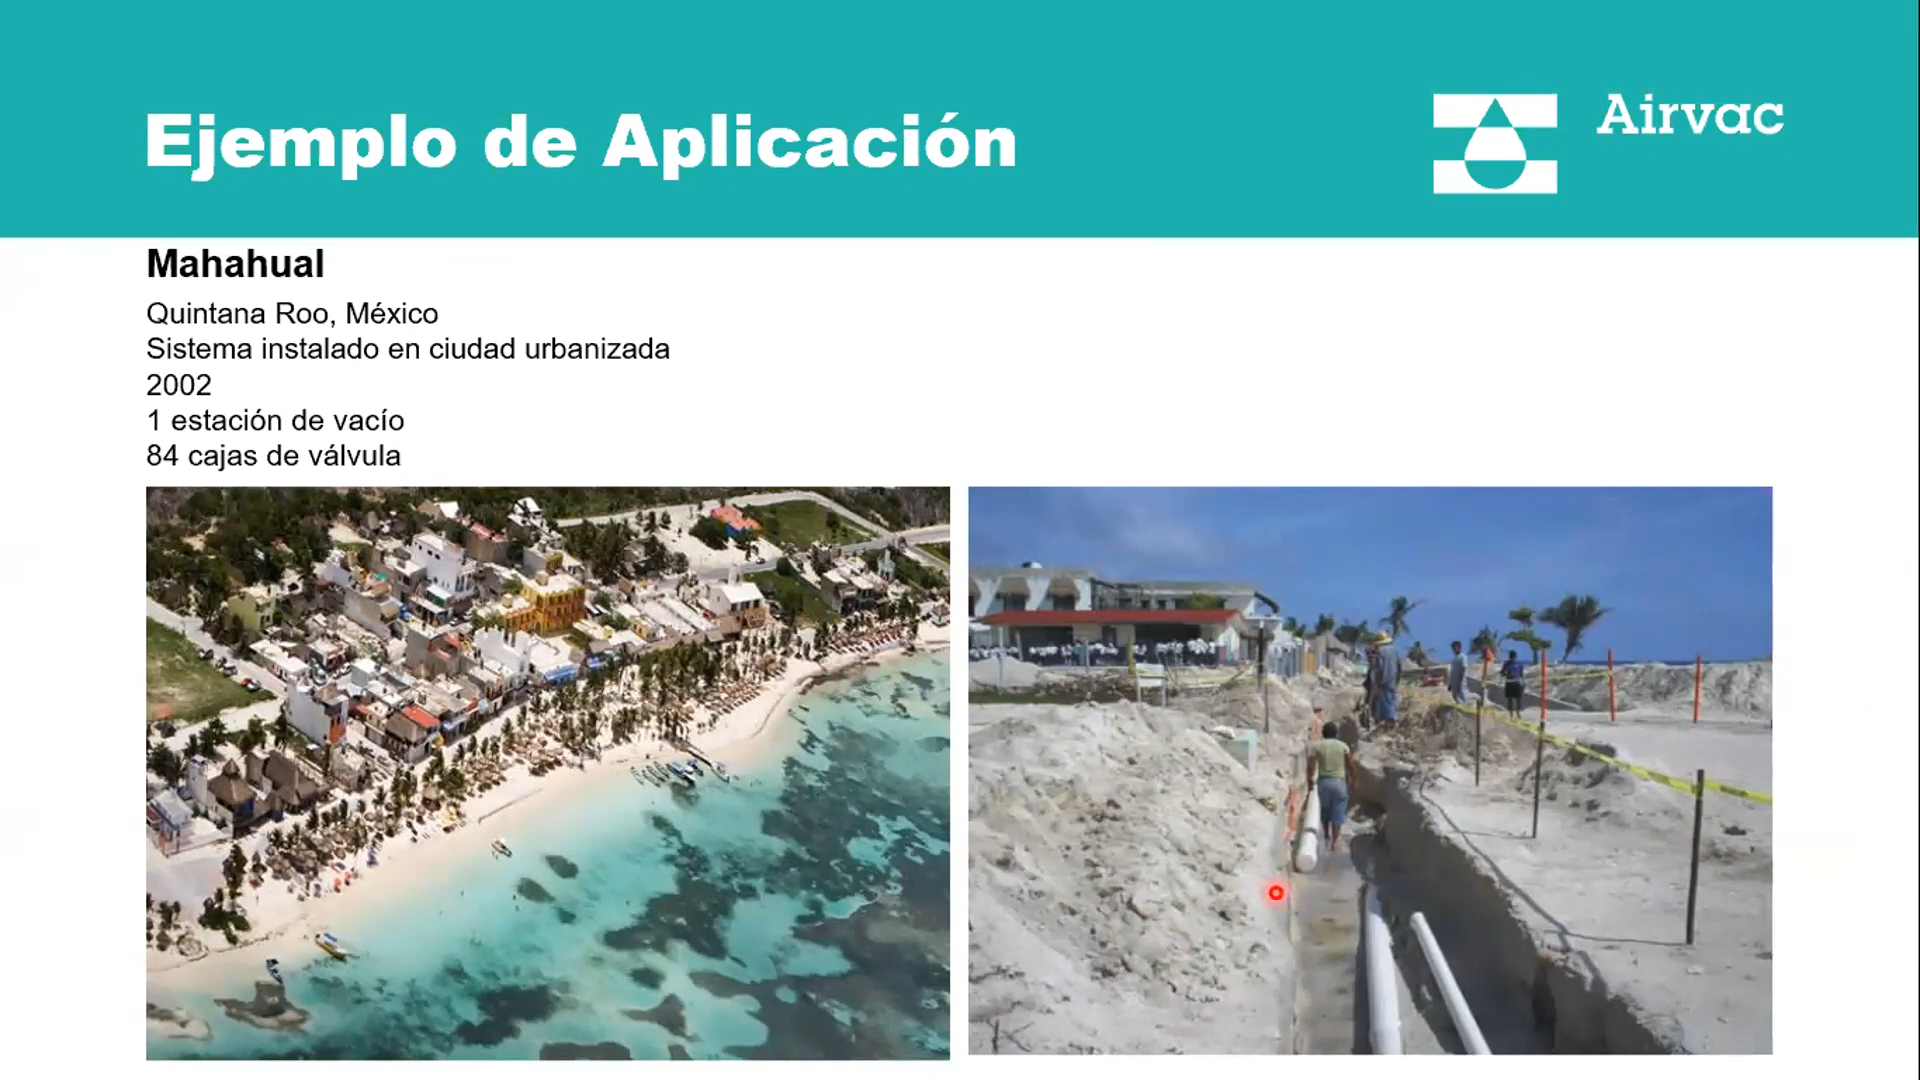 Ejemplo de Aplicación
Airvac
Mahahual
Quintana Roo, México
Sistema instalado en ciudad urbanizada
2002
1 estación de vacío
84 cajas de válvula